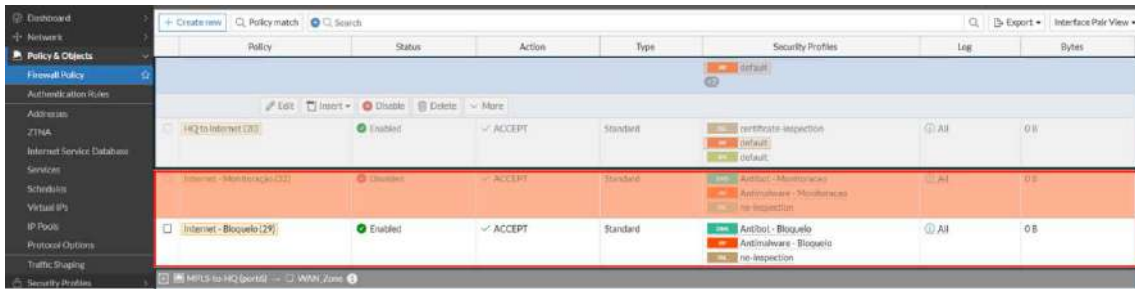 Dashboard
+ Create new Policy match Search Export Interface Pair View
Network
Policy Status Action Type Security Profiles Log Bytes
Policy & Objects
Firewall Policy
default
Authentication Rules
Addresses
Edit Insert Disable Delete More
ZTNA
HQ to Internet (20) Enabled ACCEPT Standard certificate-inspection All 0 B
default
default
Internet Service Database
Services
Schedules
Internet - Monitoração (32) Disabled ACCEPT Standard Antibot - Monitoracao All 0 B
Antimalware - Monitoracao
no-inspection
Virtual IPs
IP Pools
Internet - Bloqueio (29) Enabled ACCEPT Standard DNS Antibot - Bloqueio All 0 B
AV Antimalware - Bloqueio
no-inspection
Protocol Options
Traffic Shaping
Security Profiles
MPLS-to-HQ (port6) → WAN_Zone